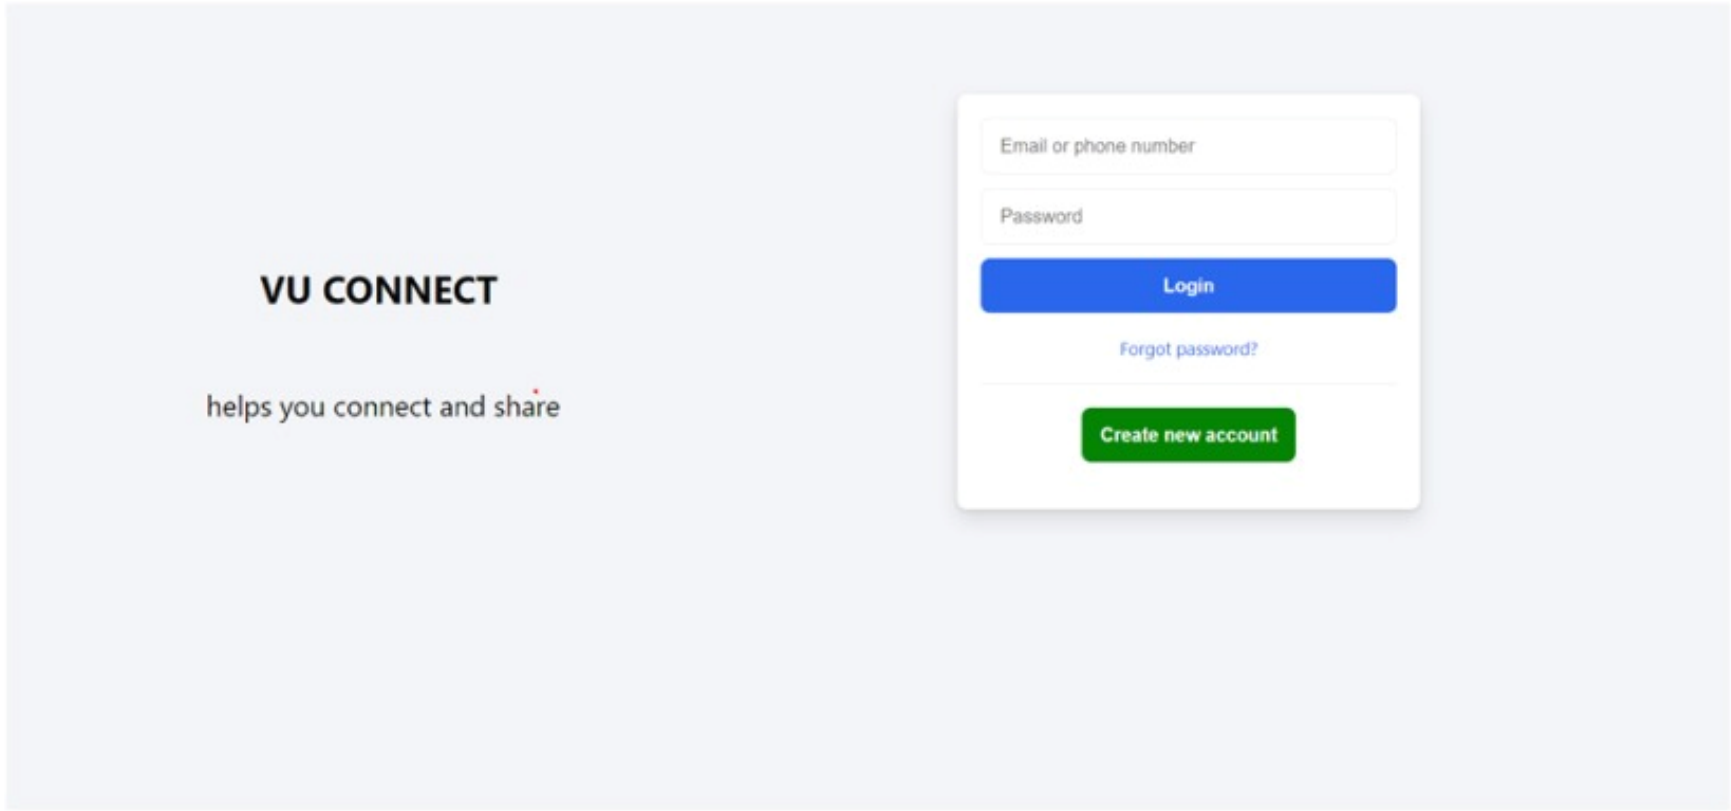 VU CONNECT
helps you connect and share
Email or phone number
Password
Login
Forgot password?
Create new account